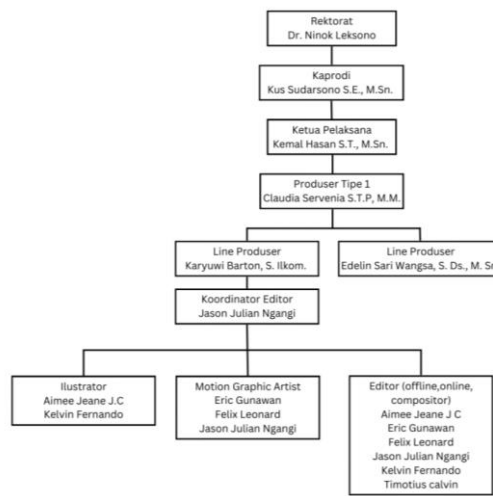 Rektorat
Dr. Ninok Leksono
Kaprodi
Kus Sudarsono S.E., M.Sn.
Ketua Pelaksana
Kemal Hasan S.T., M.Sn.
Produser Tipe 1
Claudia Servenia S.T.P, M.M.
Line Produser
Karyuwi Barton, S. Ilkom.
Line Produser
Edelin Sari Wangsa, S. Ds., M. Sn
Koordinator Editor
Jason Julian Ngangi
Ilustrator
Aimee Jeane J.C
Kelvin Fernando
Motion Graphic Artist
Eric Gunawan
Felix Leonard
Jason Julian Ngangi
Editor (offline,online,
compositor)
Aimee Jeane J C
Eric Gunawan
Felix Leonard
Jason Julian Ngangi
Kelvin Fernando
Timotius calvin